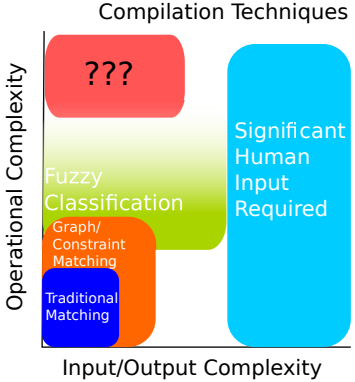 Compilation Techniques
???
Operational Complexity
Significant
Human
Input
Required
Fuzzy
Classification
Graph/
Constraint
Matching
Traditional
Matching
Input/Output Complexity